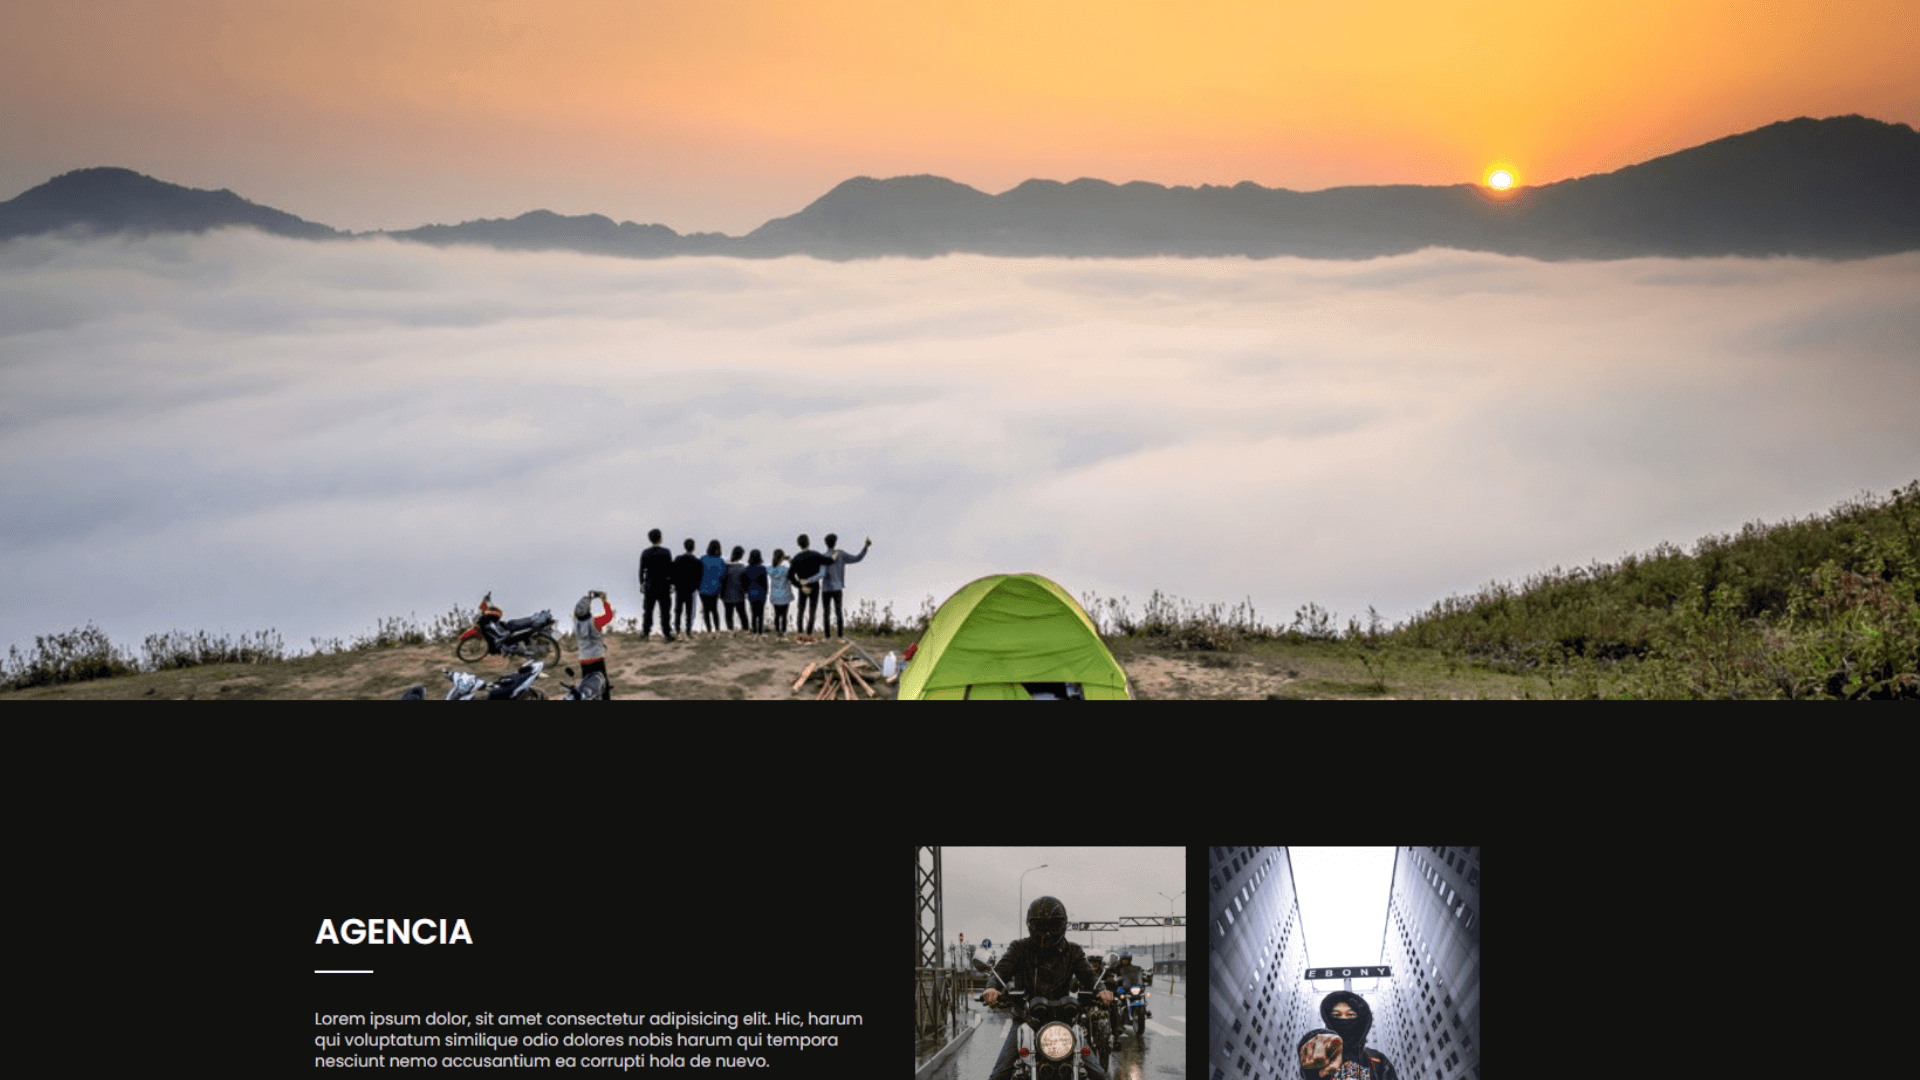 AGENCIA
Lorem ipsum dolor, sit amet consectetur adipisicing elit. Hic, harum
qui voluptatum similique odio dolores nobis harum qui tempora
nesciunt nemo accusantium ea corrupti hola de nuevo.
EBONY